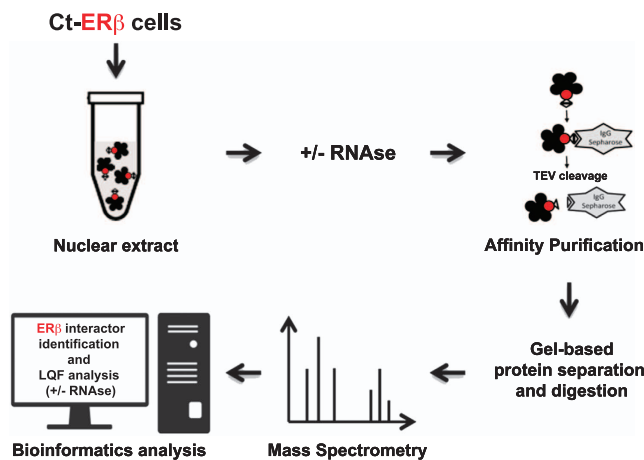 Ct-ERβ cells
+/- RNAse
IgG
Sepharose
TEV cleavage
IgG
Sepharose
Nuclear extract
Affinity Purification
Gel-based
protein separation
and digestion
ERβ interactor
identification
and
LQF analysis
(+/- RNAse)
Bioinformatics analysis
Mass Spectrometry